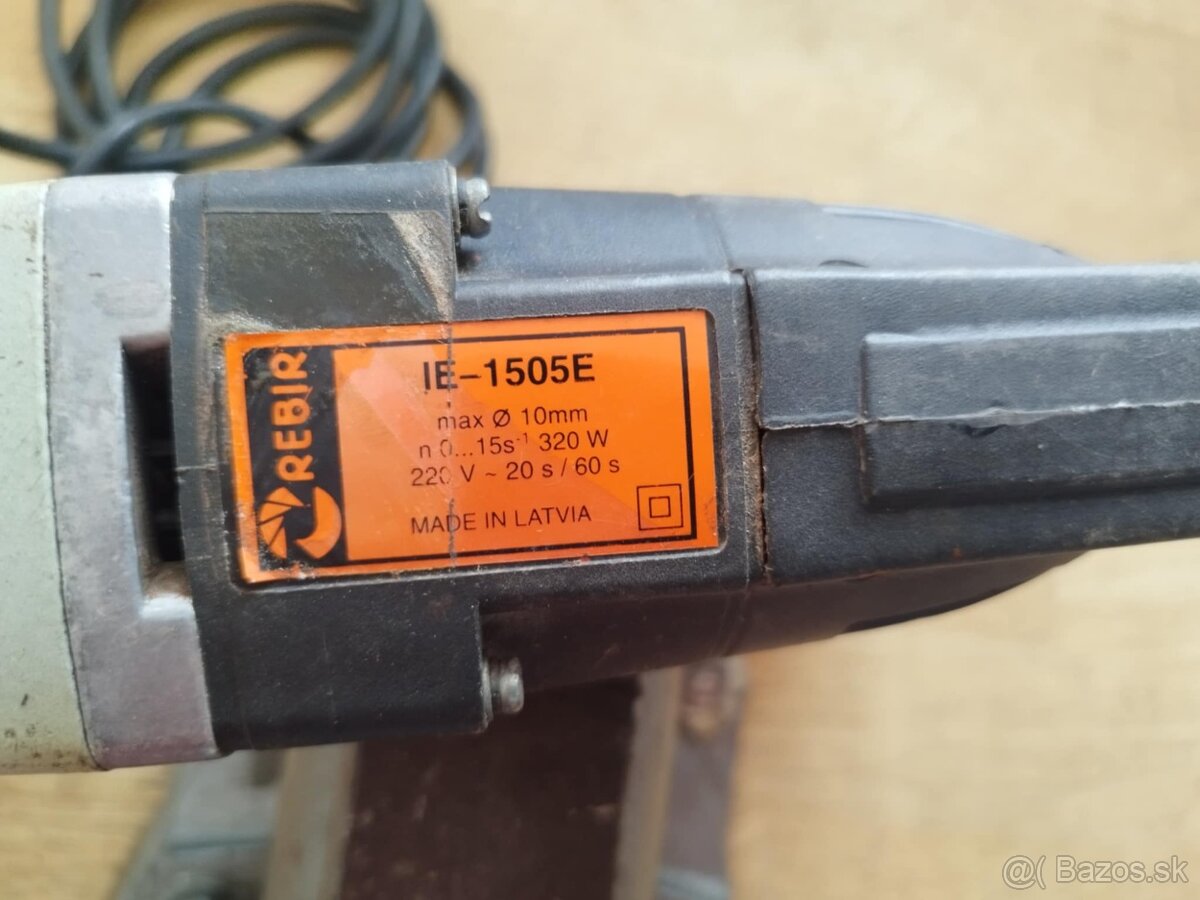 REBIR
IE-1505E
max Ø 10mm
n 0...15s⁻¹ 320 W
220 V ~ 20 s / 60 s
MADE IN LATVIA
@( Bazos.sk